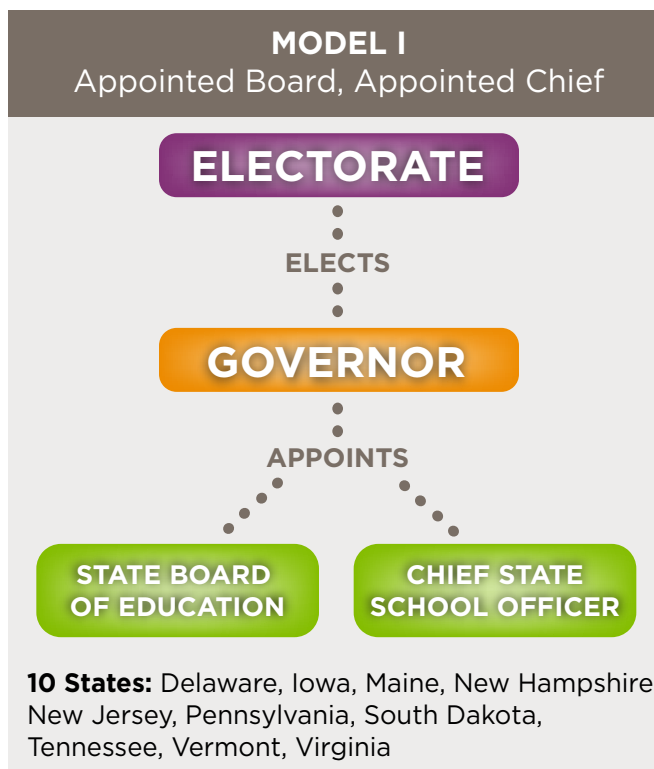 MODEL I
Appointed Board, Appointed Chief
ELECTORATE
ELECTS
GOVERNOR
APPOINTS
STATE BOARD
OF EDUCATION
CHIEF STATE
SCHOOL OFFICER
10 States: Delaware, Iowa, Maine, New Hampshire
New Jersey, Pennsylvania, South Dakota,
Tennessee, Vermont, Virginia